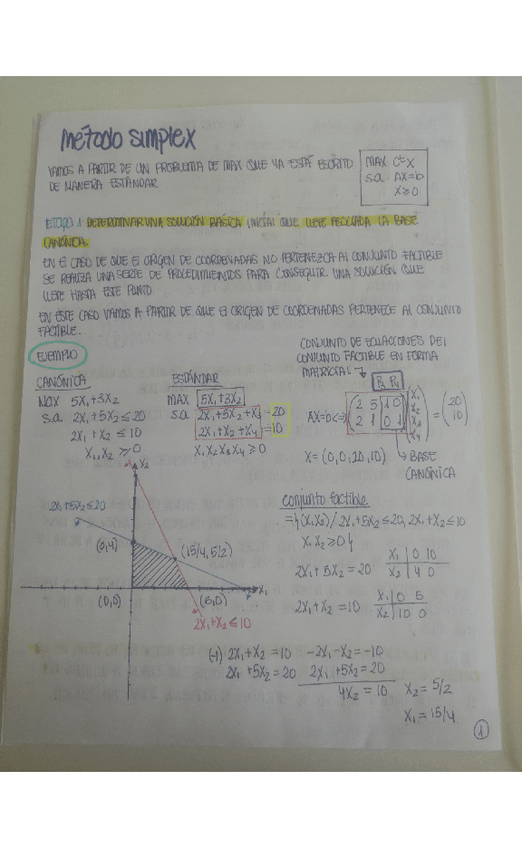 método simplex
VAMOS A PARTIR DE UN PROBLEMA DE MAX QUE YA ESTÁ ESCRITO
DE MANERA ESTÁNDAR
max cᵗx
s.a. Ax=b
x≥0
ETAPA 1: DETERMINAR UNA SOLUCIÓN BÁSICA INICIAL QUE LLEVE ASOCIADA LA BASE
CANÓNICA.
EN EL CASO DE QUE EL ORIGEN DE COORDENADAS NO PERTENEZCA AL CONJUNTO FACTIBLE
SE REALIZA UNA SERIE DE PROCEDIMIENTOS PARA CONSEGUIR UNA SOLUCIÓN QUE
LLEVE HASTA ESTE PUNTO
EN ESTE CASO VAMOS A PARTIR DE QUE EL ORIGEN DE COORDENADAS PERTENECE AL CONJUNTO
FACTIBLE.
EJEMPLO
CANÓNICA
Max 5x₁+3x₂
s.a 2x₁+5x₂≤20
2x₁+x₂≤10
x₁,x₂≥0
ESTÁNDAR
max 5x₁+3x₂
s.a 2x₁+5x₂+x₃=20
2x₁+x₂+x₄=10
x₁x₂x₃x₄≥0
CONJUNTO DE ECUACIONES DEL
CONJUNTO FACTIBLE EN FORMA
MATRICIAL
P₃ P₄
AX=b⇔ (2 5 1 0 / 2 1 0 1) (x₁ x₂ x₃ x₄) = (20 / 10)
X=(0,0,20,10)
BASE
CANÓNICA
x₂
2x₁+5x₂≤20
(0,4)
(15/4,5/2)
(0,0)
(5,0)
x₁
2x₁+x₂≤10
conjunto factible
={(x₁x₂)/2x₁+5x₂≤20, 2x₁+x₂≤10
x₁x₂≥0}
2x₁+5x₂=20
x₁|0 10
x₂|4 0
2x₁+x₂=10
x₁|0 5
x₂|10 0
(-1) 2x₁+x₂=10 -2x₁-x₂=-10
2x₁+5x₂=20 2x₁+5x₂=20
4x₂=10
x₂=5/2
x₁=15/4
1